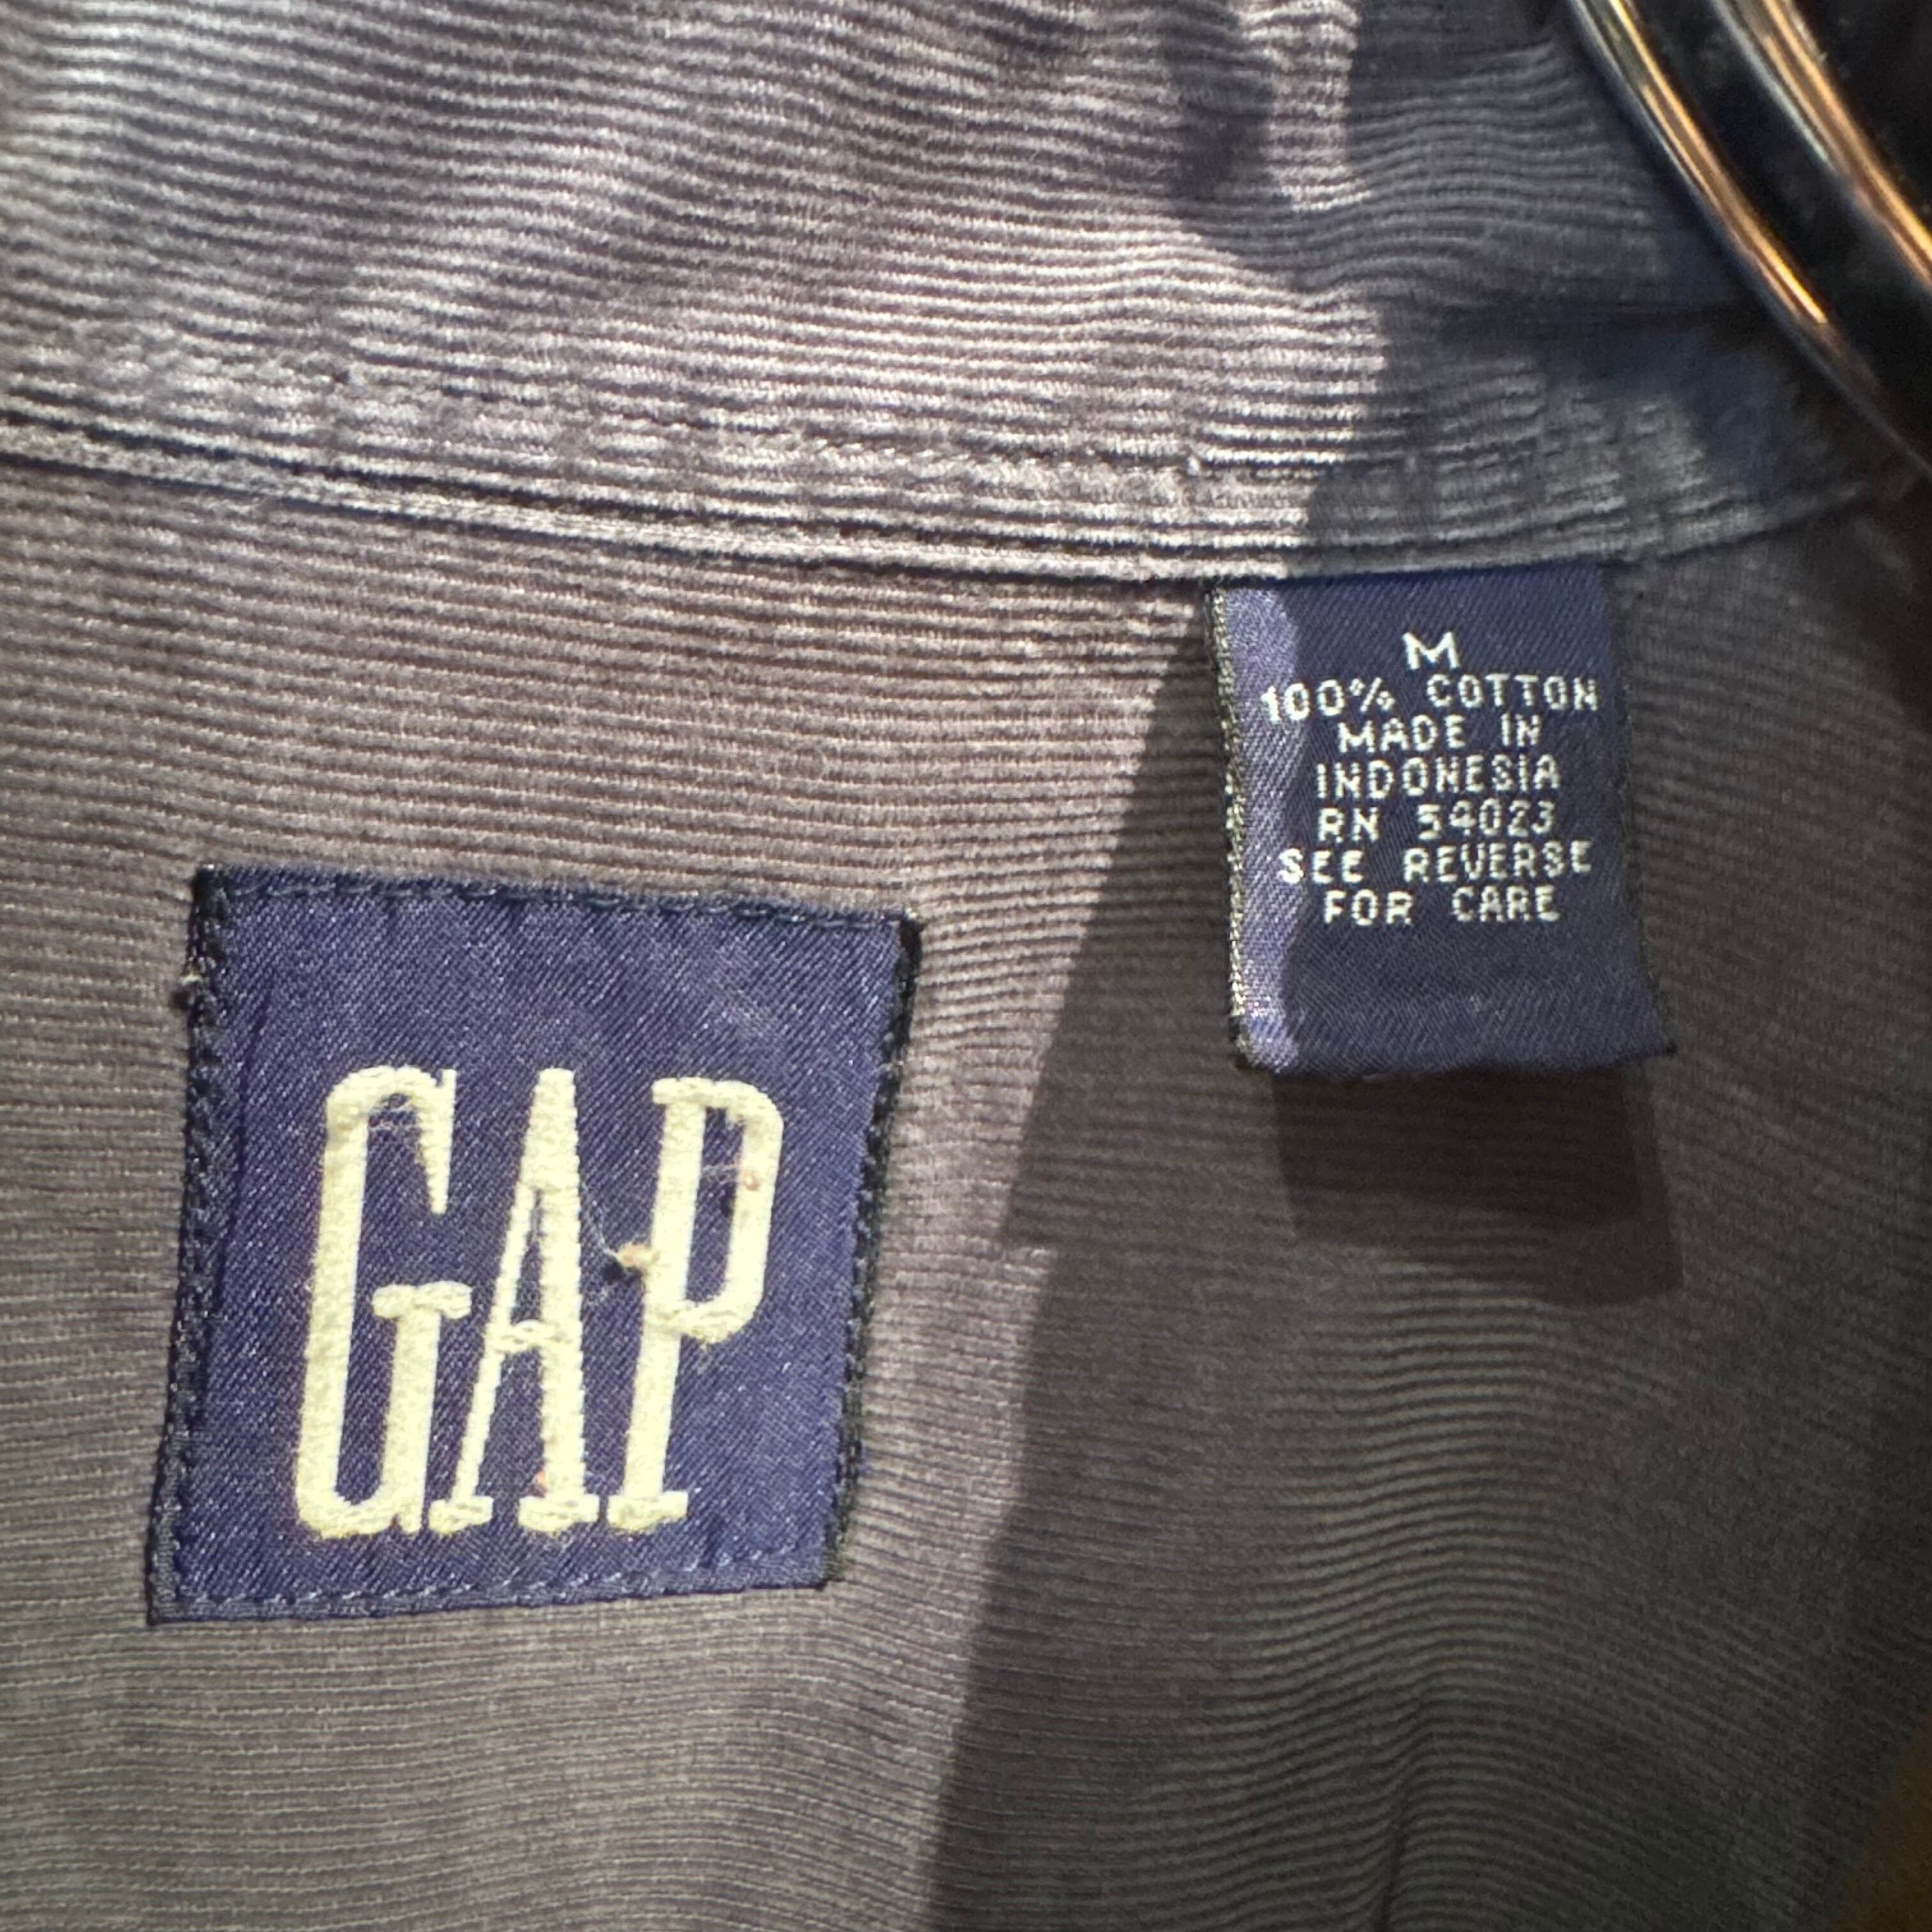 M
100% COTTON
MADE IN
INDONESIA
RN 54023
SEE REVERSE
FOR CARE
GAP